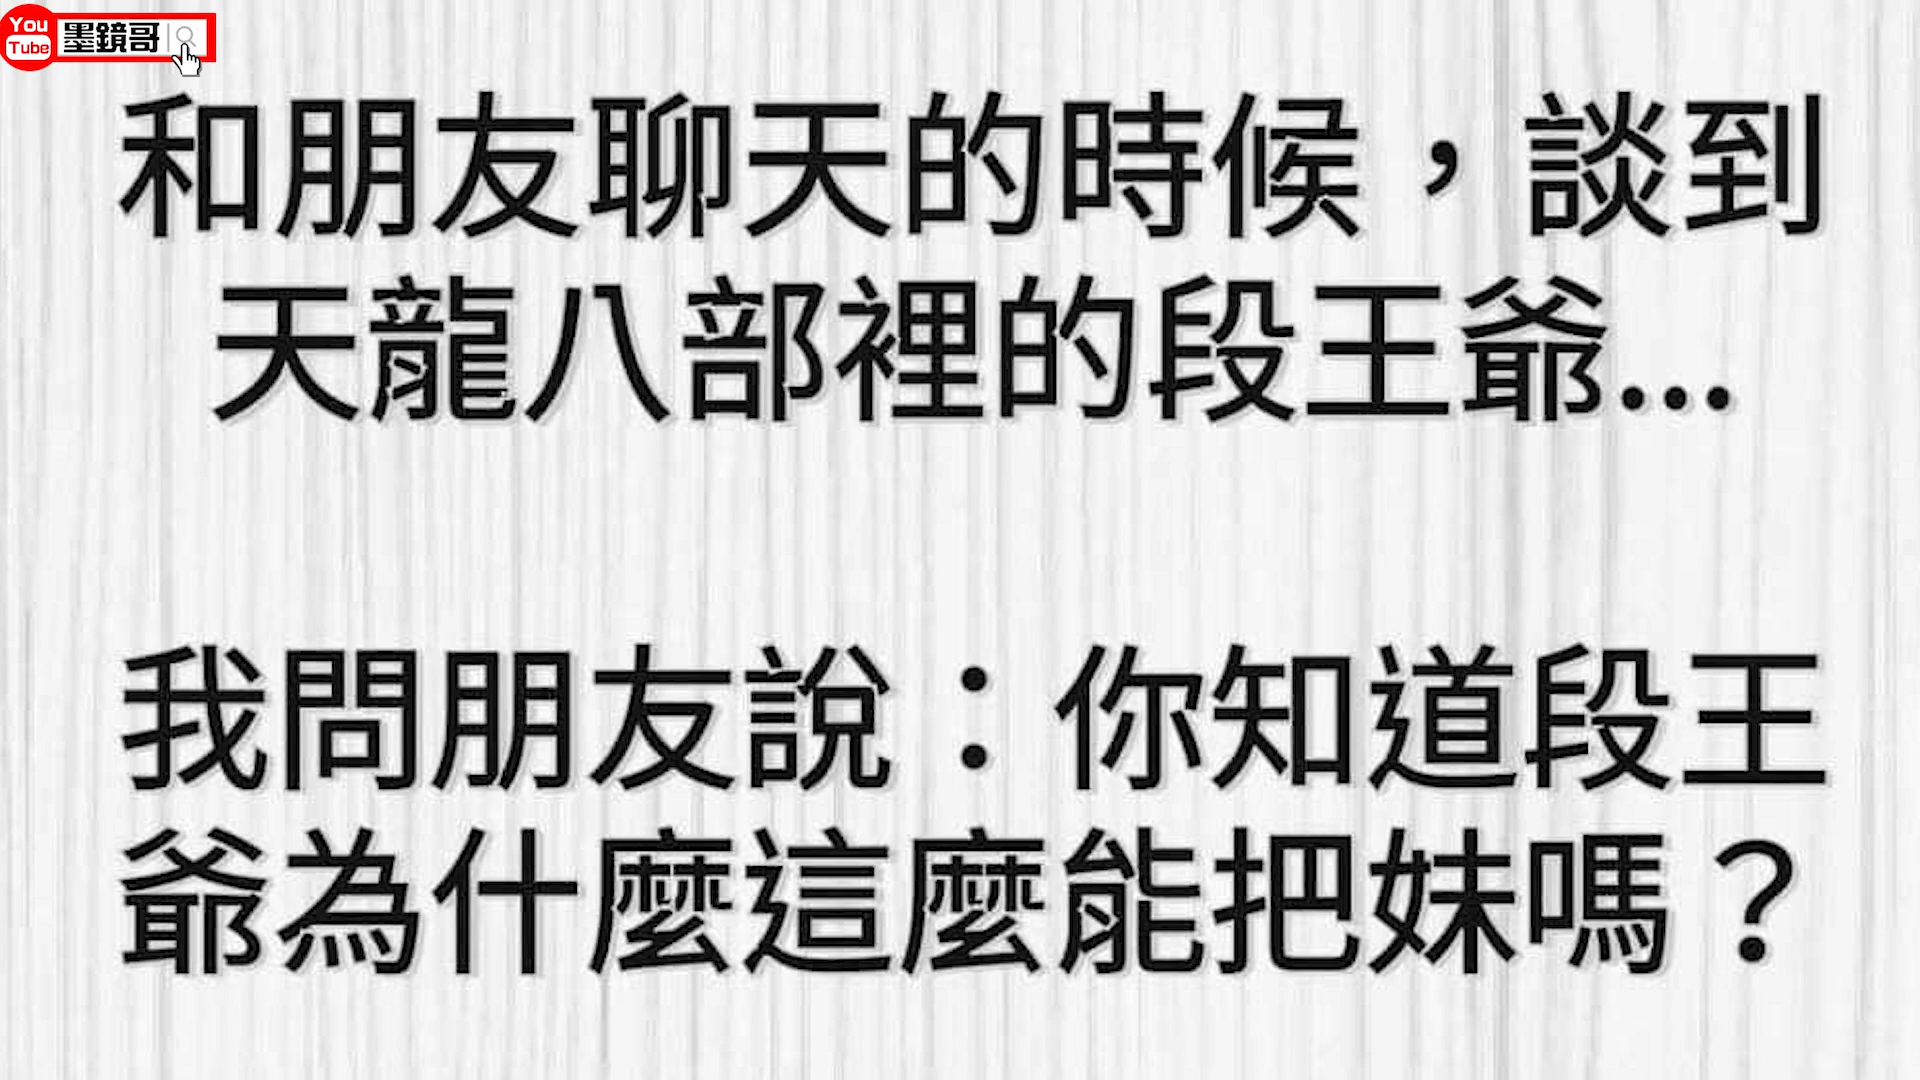 You
Tube
墨鏡哥
和朋友聊天的時候，談到
天龍八部裡的段王爺...
我問朋友說：你知道段王
爺為什麼這麼能把妹嗎？